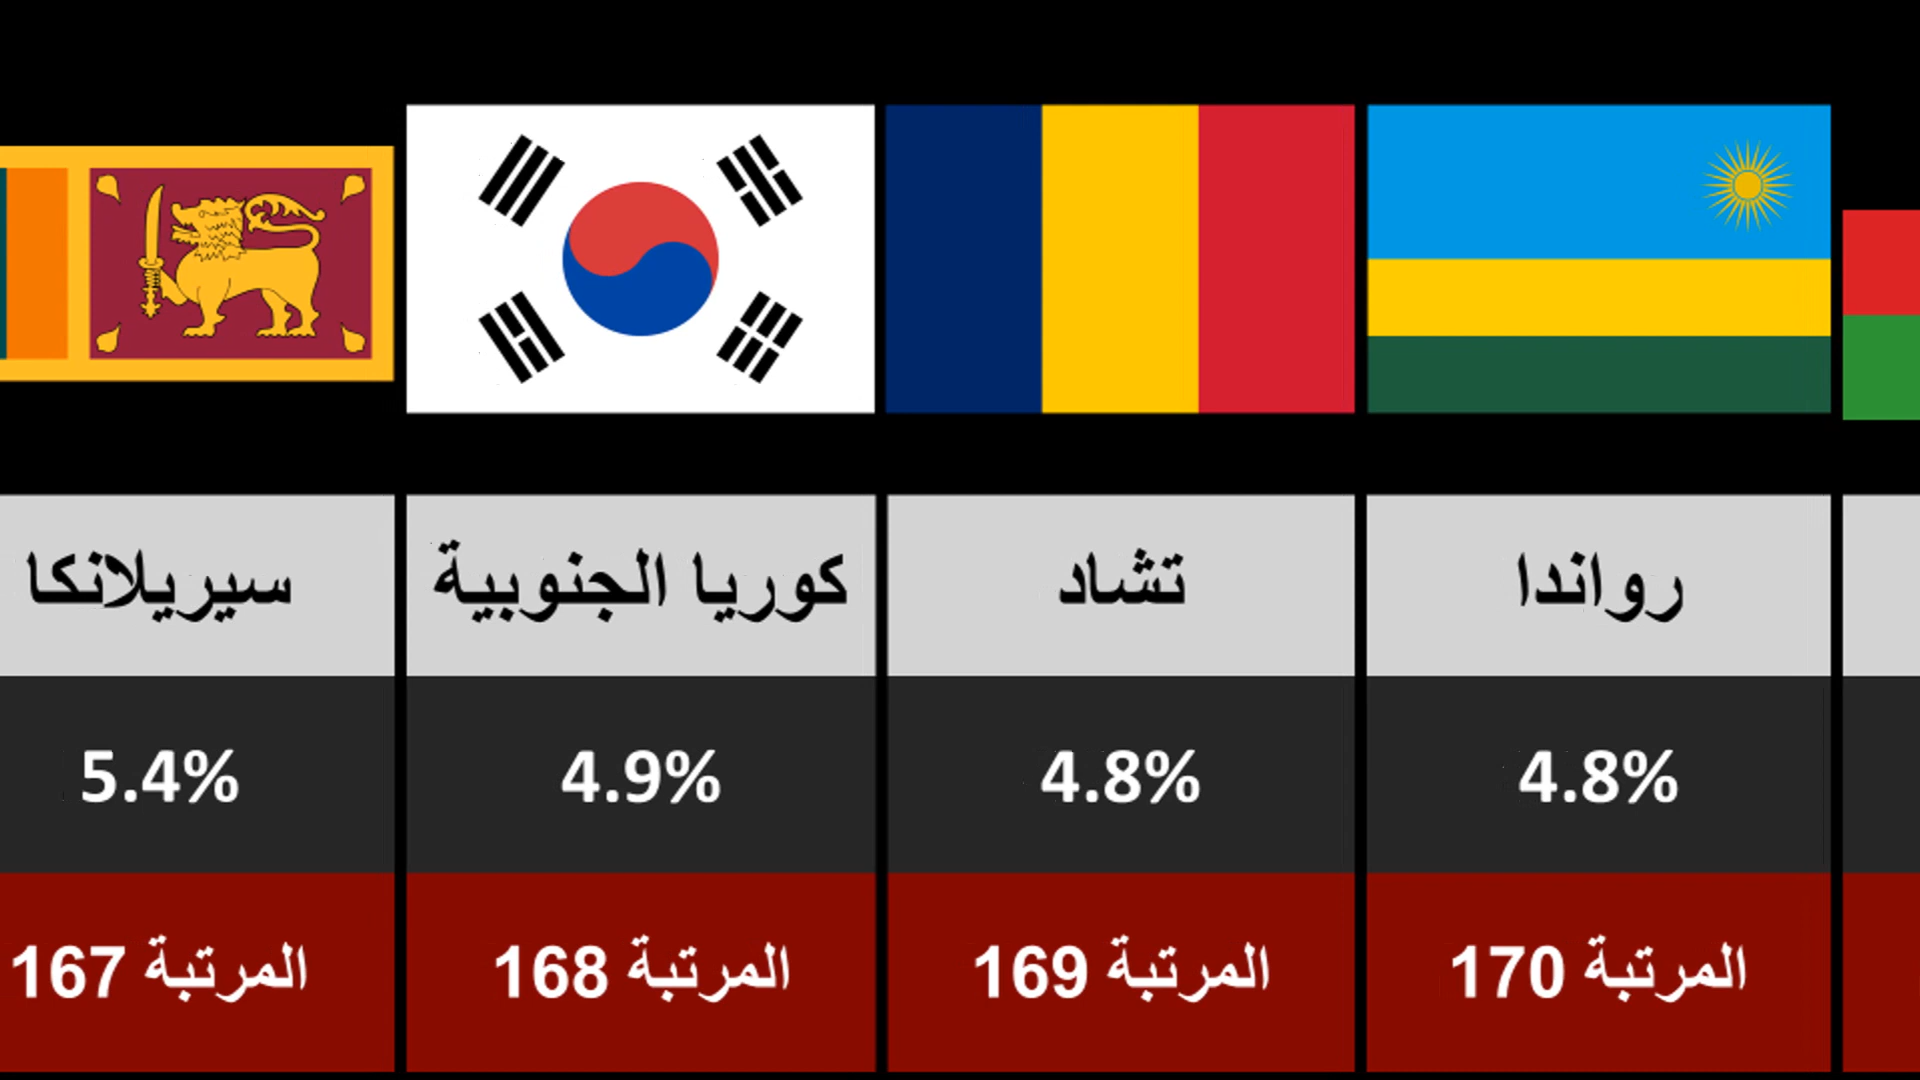 سيريلانكا
5.4%
المرتبة 167
كوريا الجنوبية
4.9%
المرتبة 168
تشاد
4.8%
المرتبة 169
رواندا
4.8%
المرتبة 170